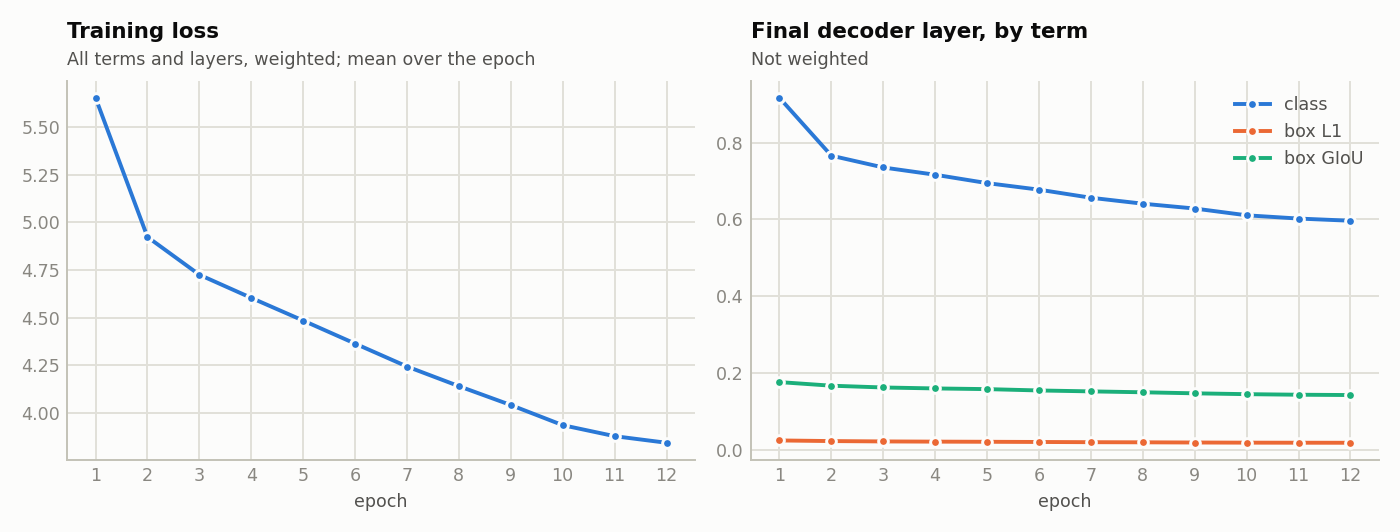 Training loss
All terms and layers, weighted; mean over the epoch
5.50
5.25
5.00
4.75
4.50
4.25
4.00
1 2 3 4 5 6 7 8 9 10 11 12
epoch
Final decoder layer, by term
Not weighted
class
box L1
box GIoU
0.8
0.6
0.4
0.2
0.0
1 2 3 4 5 6 7 8 9 10 11 12
epoch